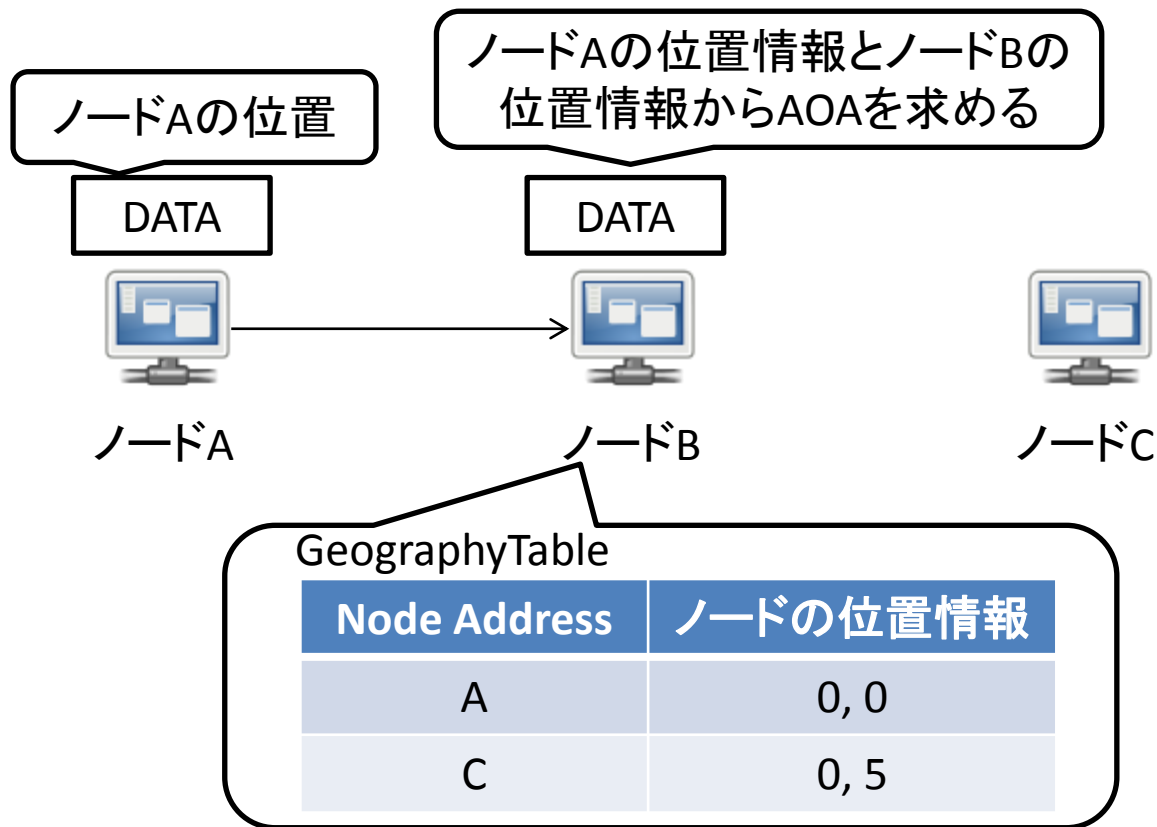 ノードAの位置
ノードAの位置情報とノードBの
位置情報からAOAを求める
DATA
DATA
ノードA
ノードB
ノードC
GeographyTable
Node Address ノードの位置情報
A 0, 0
C 0, 5